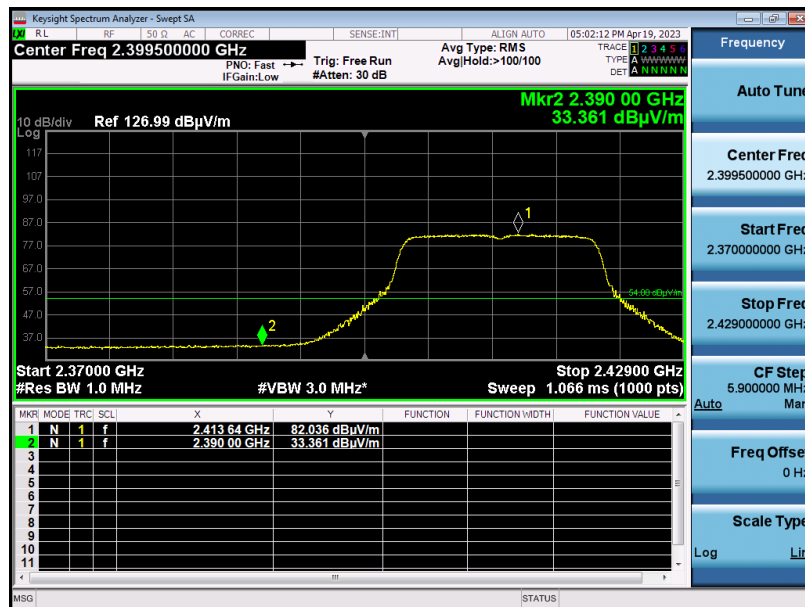 Keysight Spectrum Analyzer - Swept SA
LXI RL RF 50 Ω AC CORREC SENSE:INT ALIGN AUTO 05:02:12 PM Apr 19, 2023
Center Freq 2.399500000 GHz
PNO: Fast
IFGain:Low
Trig: Free Run
#Atten: 30 dB
Avg Type: RMS
Avg|Hold:>100/100
TRACE 1 2 3 4 5 6
TYPE A WWWWW
DET A N N N N N
Mkr2 2.390 00 GHz
33.361 dBµV/m
10 dB/div Ref 126.99 dBµV/m
Log
117
107
97.0
87.0
77.0
67.0
57.0
47.0
37.0
1
2
54.00 dBµV/m
Start 2.37000 GHz Stop 2.42900 GHz
#Res BW 1.0 MHz #VBW 3.0 MHz* Sweep 1.066 ms (1000 pts)
MKR MODE TRC SCL X Y FUNCTION FUNCTION WIDTH FUNCTION VALUE
1 N 1 f 2.413 64 GHz 82.036 dBµV/m
2 N 1 f 2.390 00 GHz 33.361 dBµV/m
3
4
5
6
7
8
9
10
11
MSG STATUS
Frequency
Auto Tune
Center Freq
2.399500000 GHz
Start Freq
2.370000000 GHz
Stop Freq
2.429000000 GHz
CF Step
5.900000 MHz
Auto Man
Freq Offset
0 Hz
Scale Type
Log Lin